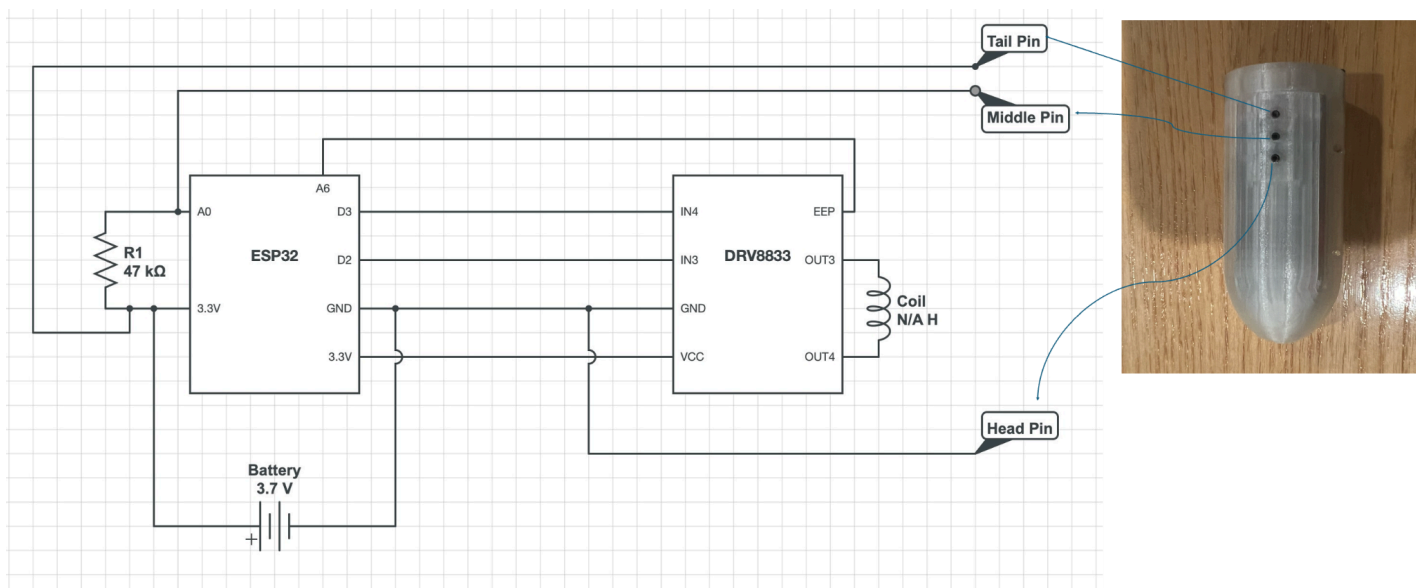 Tail Pin
Middle Pin
A6
A0
D3
IN4
EEP
R1
47 kΩ
ESP32
DRV8833
D2
IN3
OUT3
3.3V
GND
GND
Coil
N/A H
3.3V
VCC
OUT4
Head Pin
Battery
3.7 V
+